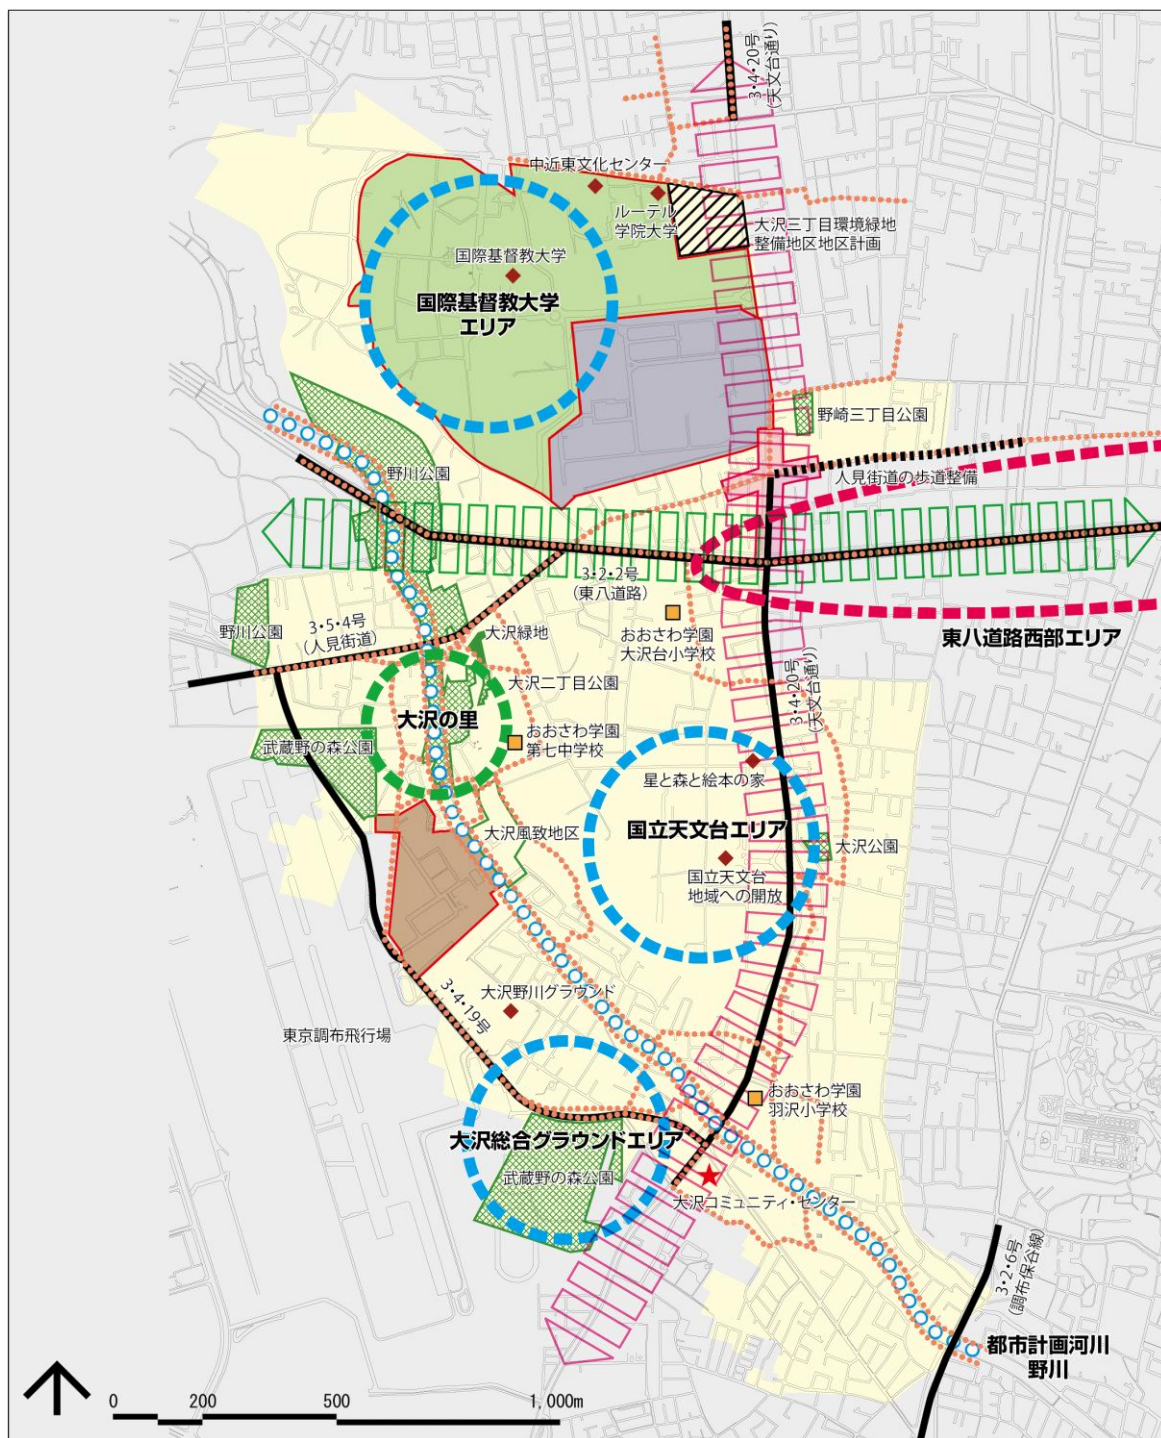 3・4・20号
(天文台通り)
中近東文化センター
ルーテル
学院大学
大沢三丁目環境緑地
整備地区地区計画
国際基督教大学
国際基督教大学
エリア
野崎三丁目公園
野川公園
人見街道の歩道整備
3・2・2号
(東八道路)
野川公園
3・5・4号
(人見街道)
大沢緑地
おおさわ学園
大沢台小学校
東八道路西部エリア
3・4・20号
(天文台通り)
大沢二丁目公園
大沢の里
おおさわ学園
第七中学校
武蔵野の森公園
星と森と絵本の家
国立天文台エリア
大沢風致地区
大沢公園
国立天文台
地域への開放
3・4・19号
大沢野川グラウンド
東京調布飛行場
おおさわ学園
羽沢小学校
大沢総合グラウンドエリア
武蔵野の森公園
大沢コミュニティ・センター
3・2・6号
(調布保谷線)
都市計画河川
野川
0 200 500 1,000m